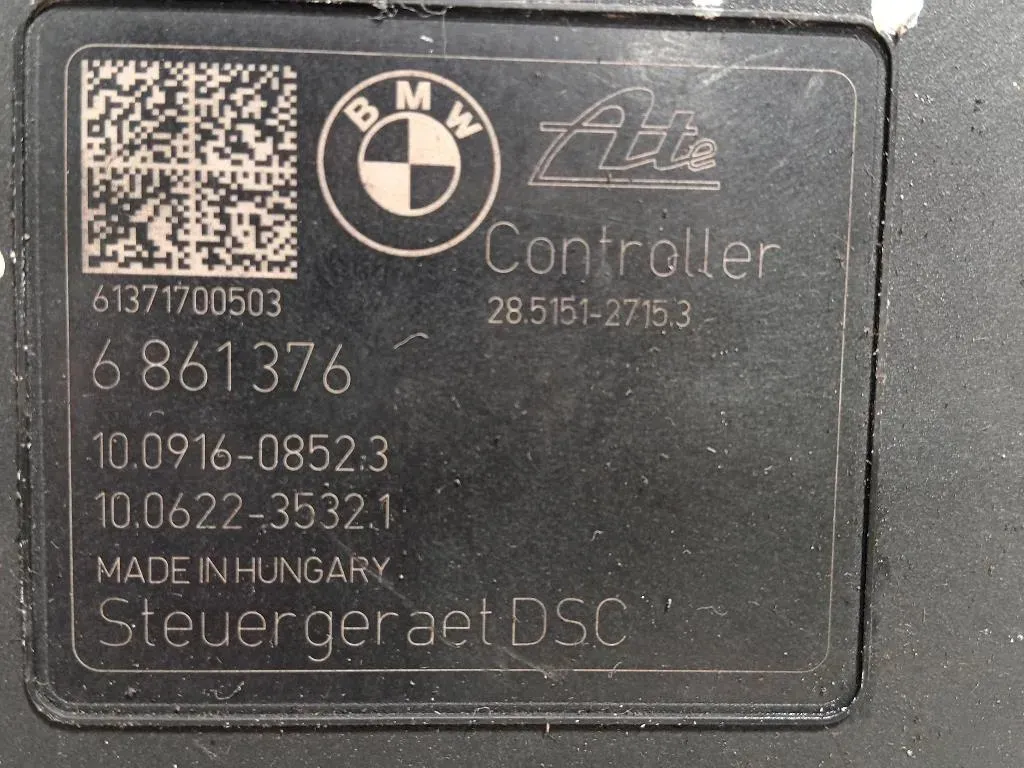 BMW
Ate
Controller
61371700503
28.5151-2715.3
6 861 376
10.0916-0852.3
10.0622-3532.1
MADE IN HUNGARY
Steuergeraet DSC